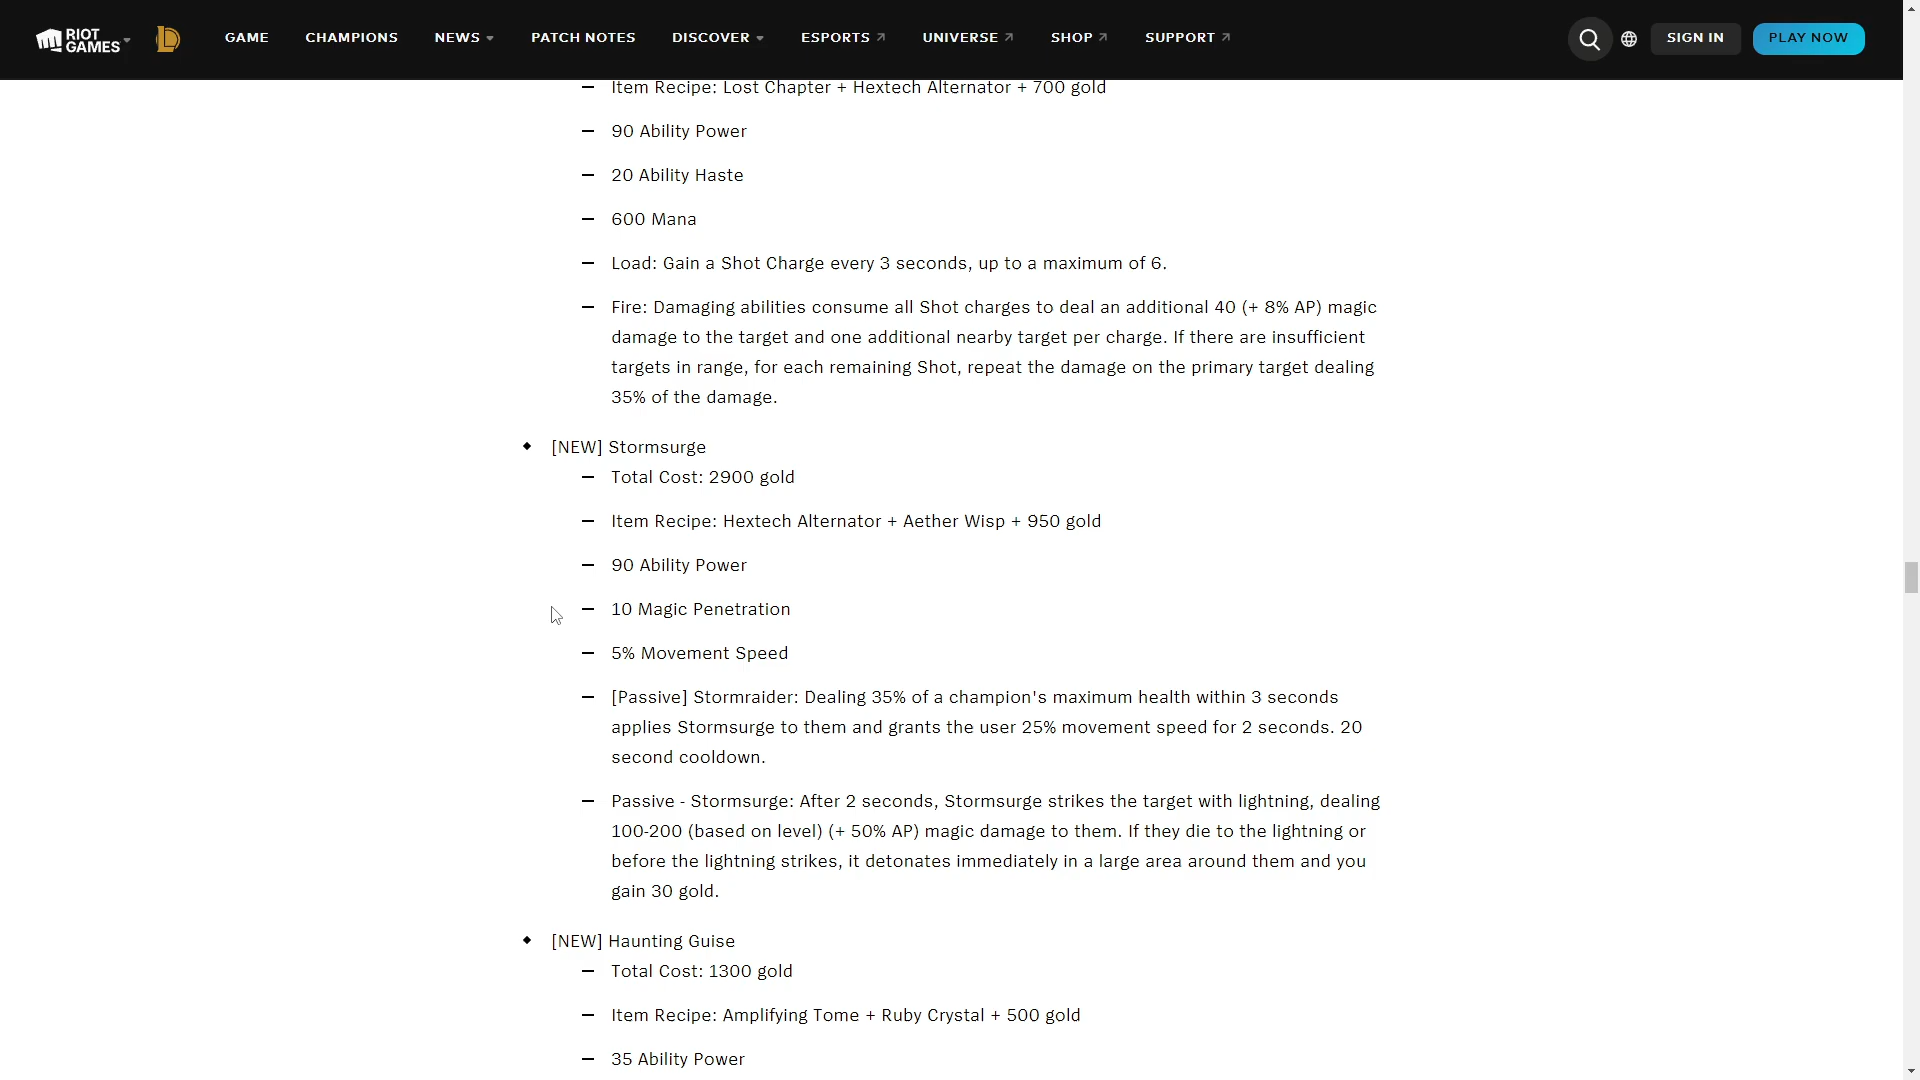 RIOT GAMES
GAME
CHAMPIONS
NEWS
PATCH NOTES
DISCOVER
ESPORTS
UNIVERSE
SHOP
SUPPORT
SIGN IN
PLAY NOW
Item Recipe: Lost Chapter + Hextech Alternator + 700 gold
90 Ability Power
20 Ability Haste
600 Mana
Load: Gain a Shot Charge every 3 seconds, up to a maximum of 6.
Fire: Damaging abilities consume all Shot charges to deal an additional 40 (+ 8% AP) magic
damage to the target and one additional nearby target per charge. If there are insufficient
targets in range, for each remaining Shot, repeat the damage on the primary target dealing
35% of the damage.
[NEW] Stormsurge
Total Cost: 2900 gold
Item Recipe: Hextech Alternator + Aether Wisp + 950 gold
90 Ability Power
10 Magic Penetration
5% Movement Speed
[Passive] Stormraider: Dealing 35% of a champion's maximum health within 3 seconds
applies Stormsurge to them and grants the user 25% movement speed for 2 seconds. 20
second cooldown.
Passive - Stormsurge: After 2 seconds, Stormsurge strikes the target with lightning, dealing
100-200 (based on level) (+ 50% AP) magic damage to them. If they die to the lightning or
before the lightning strikes, it detonates immediately in a large area around them and you
gain 30 gold.
[NEW] Haunting Guise
Total Cost: 1300 gold
Item Recipe: Amplifying Tome + Ruby Crystal + 500 gold
35 Ability Power